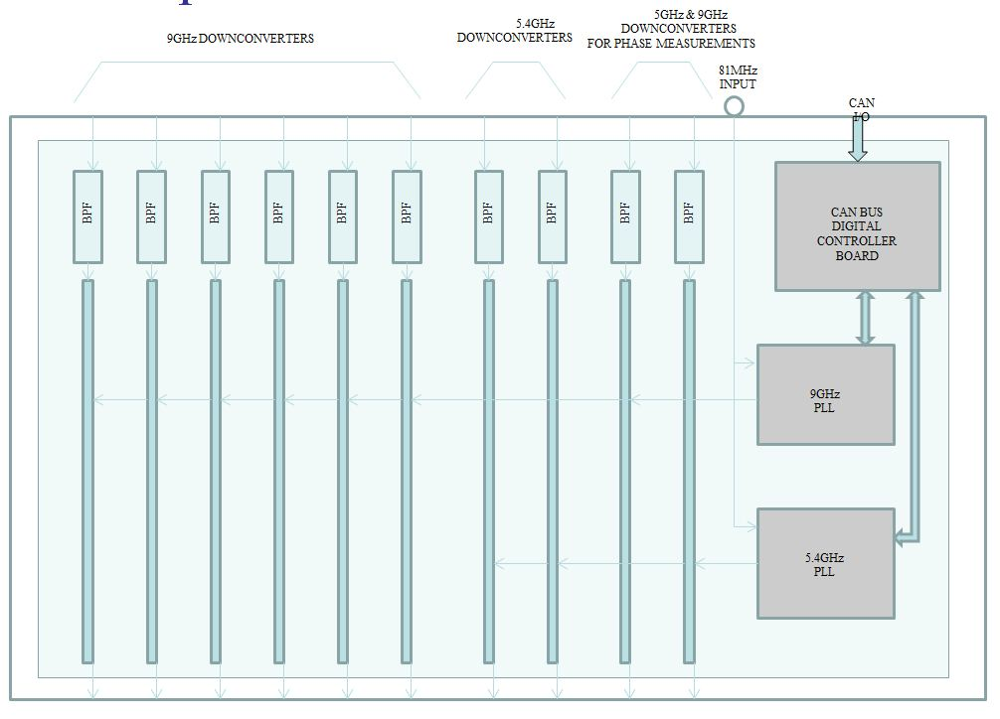 9GHz DOWNCONVERTERS
5.4GHz
DOWNCONVERTERS
5GHz & 9GHz
DOWNCONVERTERS
FOR PHASE MEASUREMENTS
81MHz
INPUT
CAN
I/O
BPF
BPF
BPF
BPF
BPF
BPF
BPF
BPF
BPF
BPF
CAN BUS
DIGITAL
CONTROLLER
BOARD
9GHz
PLL
5.4GHz
PLL